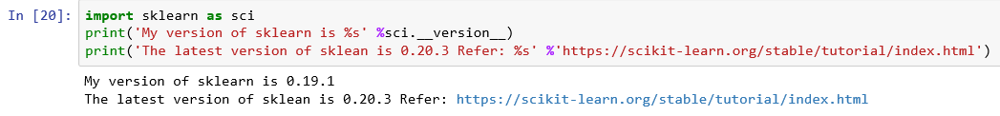 In [20]: import sklearn as sci
print('My version of sklearn is %s' %sci.__version__)
print('The latest version of sklean is 0.20.3 Refer: %s' %'https://scikit-learn.org/stable/tutorial/index.html')
My version of sklearn is 0.19.1
The latest version of sklean is 0.20.3 Refer: https://scikit-learn.org/stable/tutorial/index.html